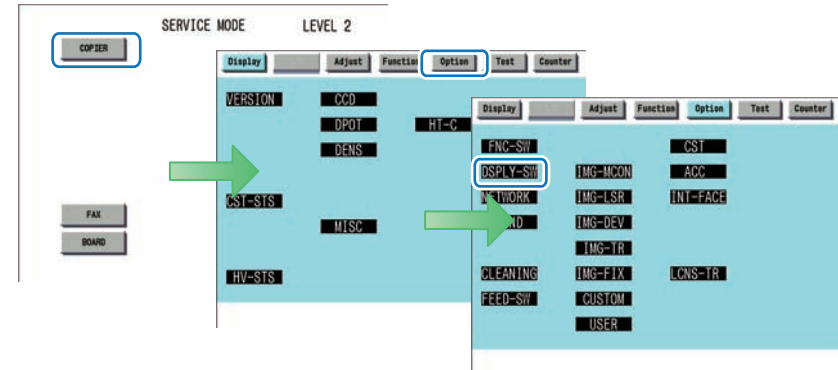 SERVICE MODE LEVEL 2
COPIER
FAX
BOARD
Display Adjust Function Option Test Counter
VERSION CCD
DPOT HT-C
DENS
CST-STS
MISC
HV-STS
Display Adjust Function Option Test Counter
FNC-SW CST
DSPLY-SW IMG-MCON ACC
NETWORK IMG-LSR INT-FACE
IMG-DEV
IMG-TR
CLEANING IMG-FIX LCNS-TR
FEED-SW CUSTOM
USER